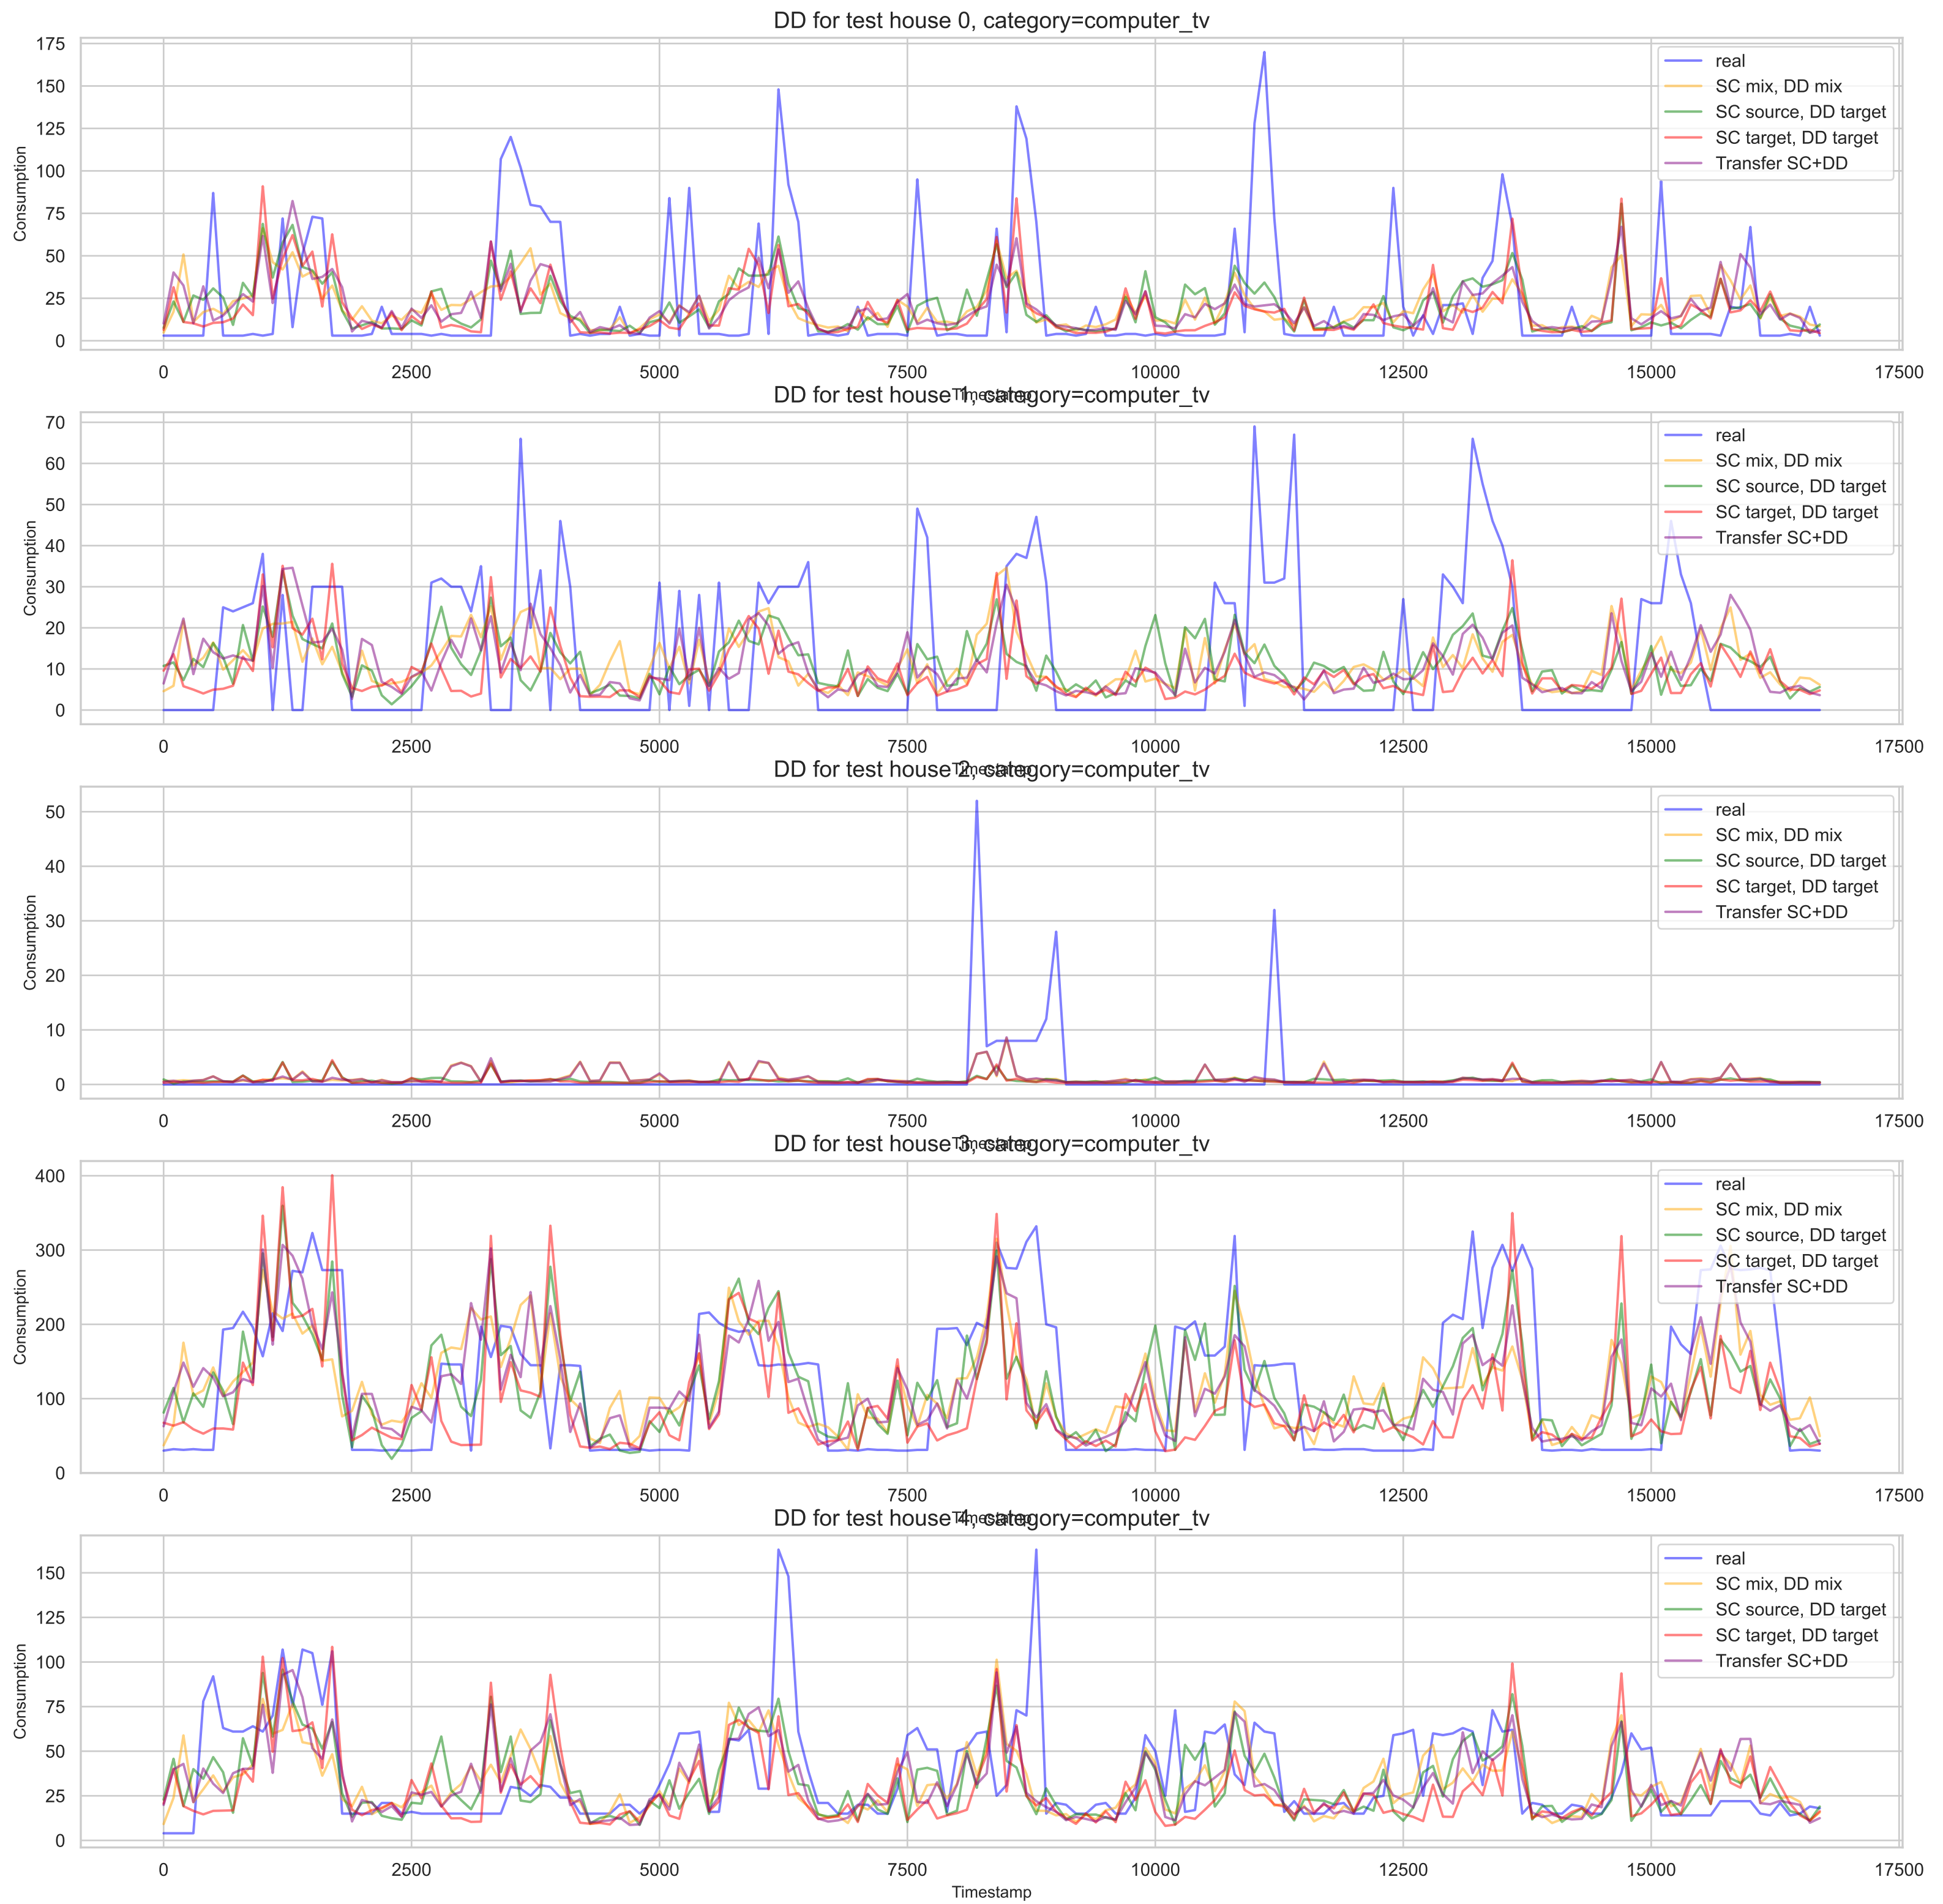 DD for test house 0, category=computer_tv
175
150
125
100
75
50
25
0
Consumption
real
SC mix, DD mix
SC source, DD target
SC target, DD target
Transfer SC+DD
0 2500 5000 7500 10000 12500 15000 17500
Timestamp
DD for test house 1, category=computer_tv
70
60
50
40
30
20
10
0
Consumption
real
SC mix, DD mix
SC source, DD target
SC target, DD target
Transfer SC+DD
0 2500 5000 7500 10000 12500 15000 17500
Timestamp
DD for test house 2, category=computer_tv
50
40
30
20
10
0
Consumption
real
SC mix, DD mix
SC source, DD target
SC target, DD target
Transfer SC+DD
0 2500 5000 7500 10000 12500 15000 17500
Timestamp
DD for test house 3, category=computer_tv
400
300
200
100
0
Consumption
real
SC mix, DD mix
SC source, DD target
SC target, DD target
Transfer SC+DD
0 2500 5000 7500 10000 12500 15000 17500
Timestamp
DD for test house 4, category=computer_tv
150
125
100
75
50
25
0
Consumption
real
SC mix, DD mix
SC source, DD target
SC target, DD target
Transfer SC+DD
0 2500 5000 7500 10000 12500 15000 17500
Timestamp